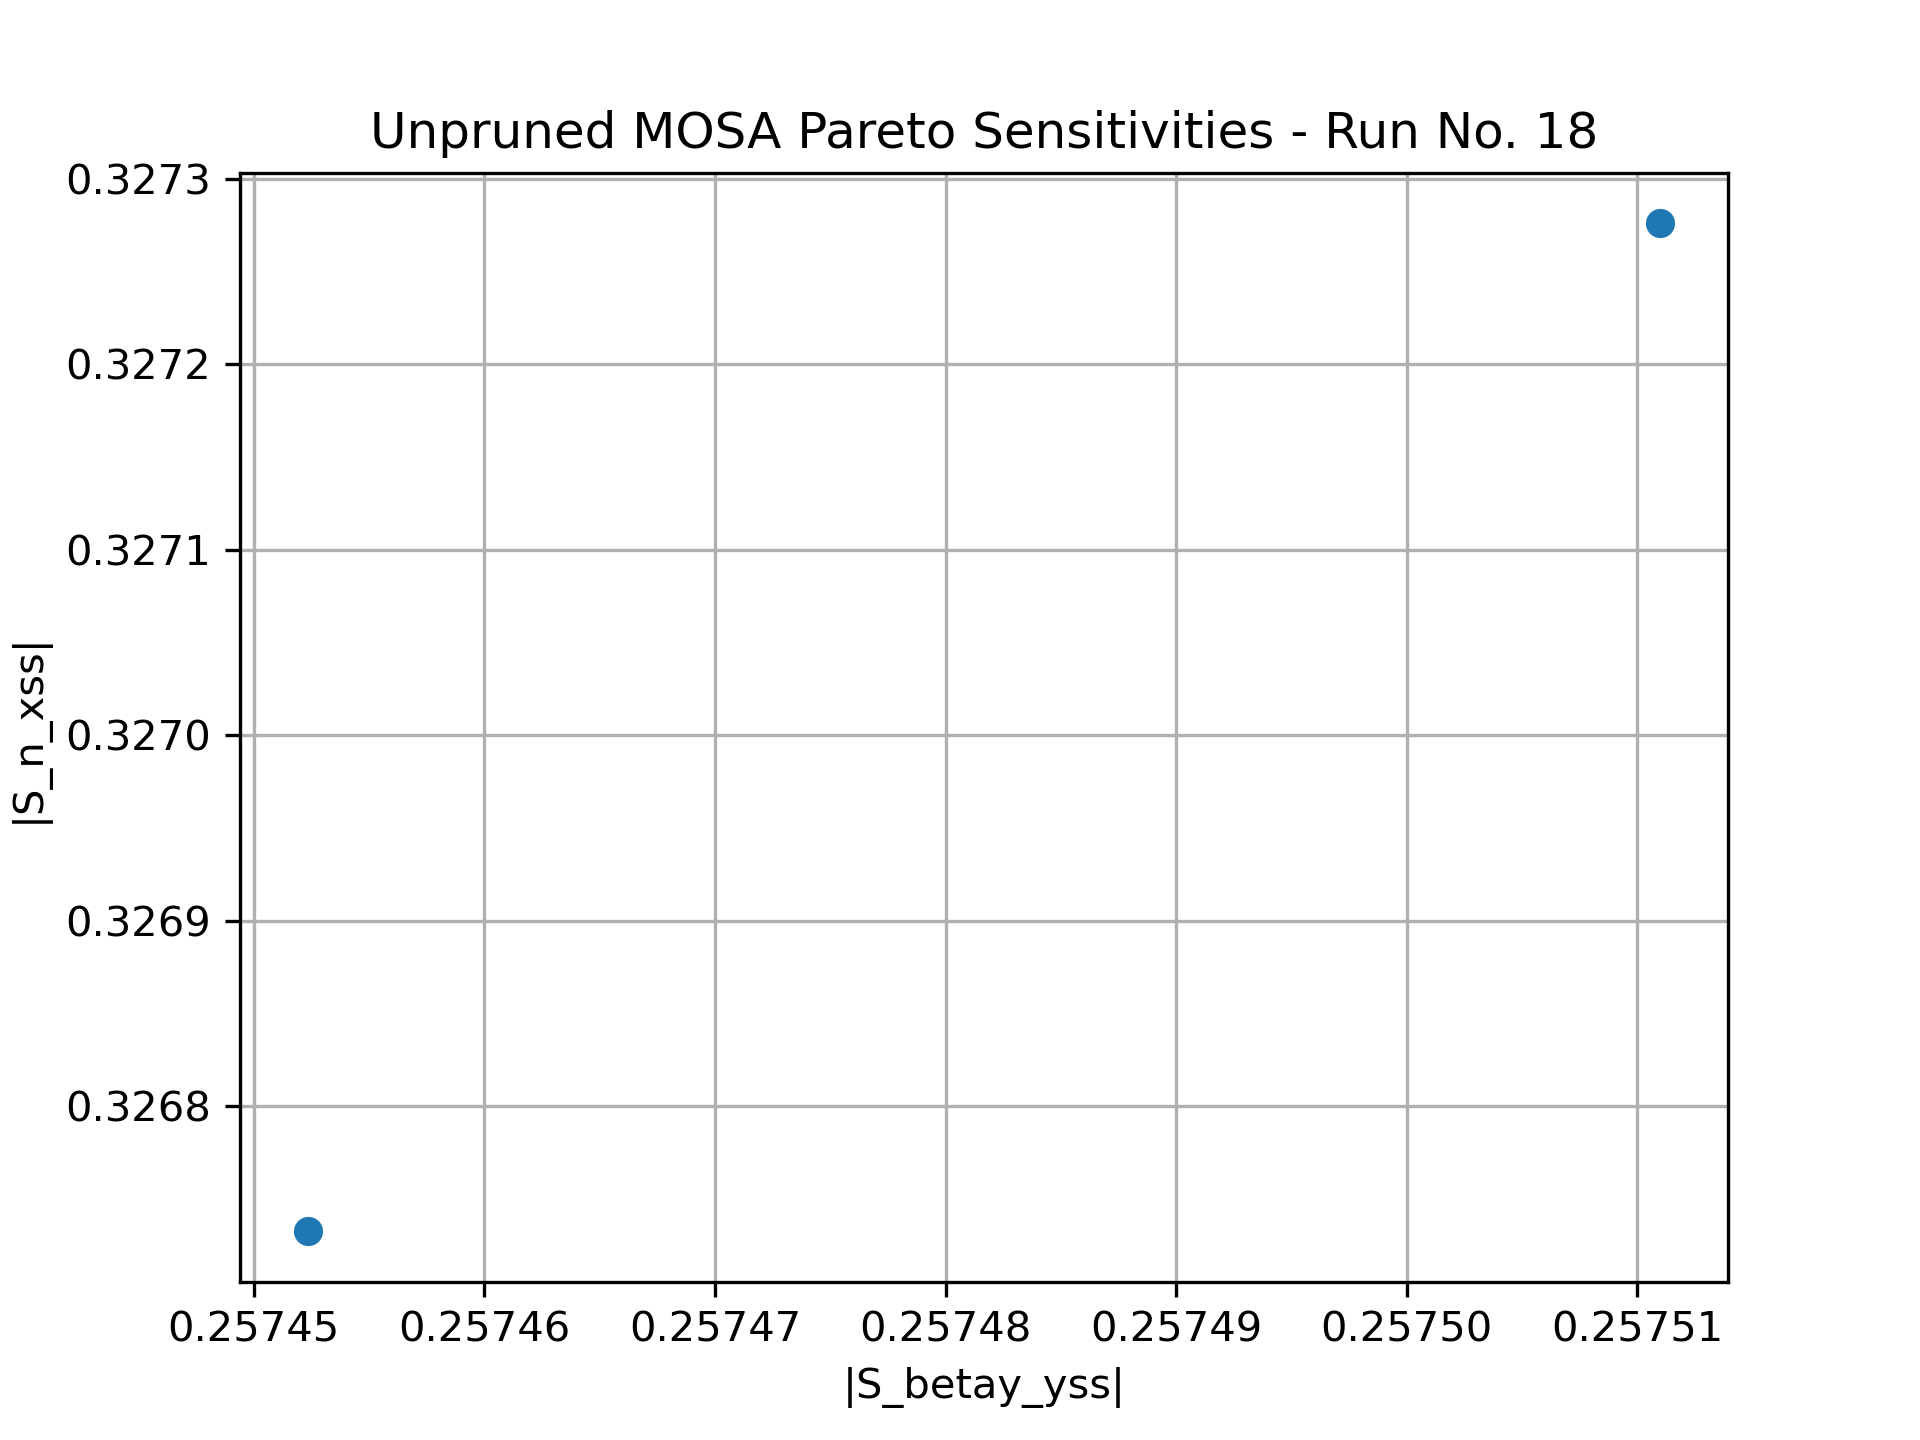 Unpruned MOSA Pareto Sensitivities - Run No. 18
0.3273
0.3272
0.3271
0.3270
0.3269
0.3268
|S_n_xss|
0.25745 0.25746 0.25747 0.25748 0.25749 0.25750 0.25751
|S_betay_yss|